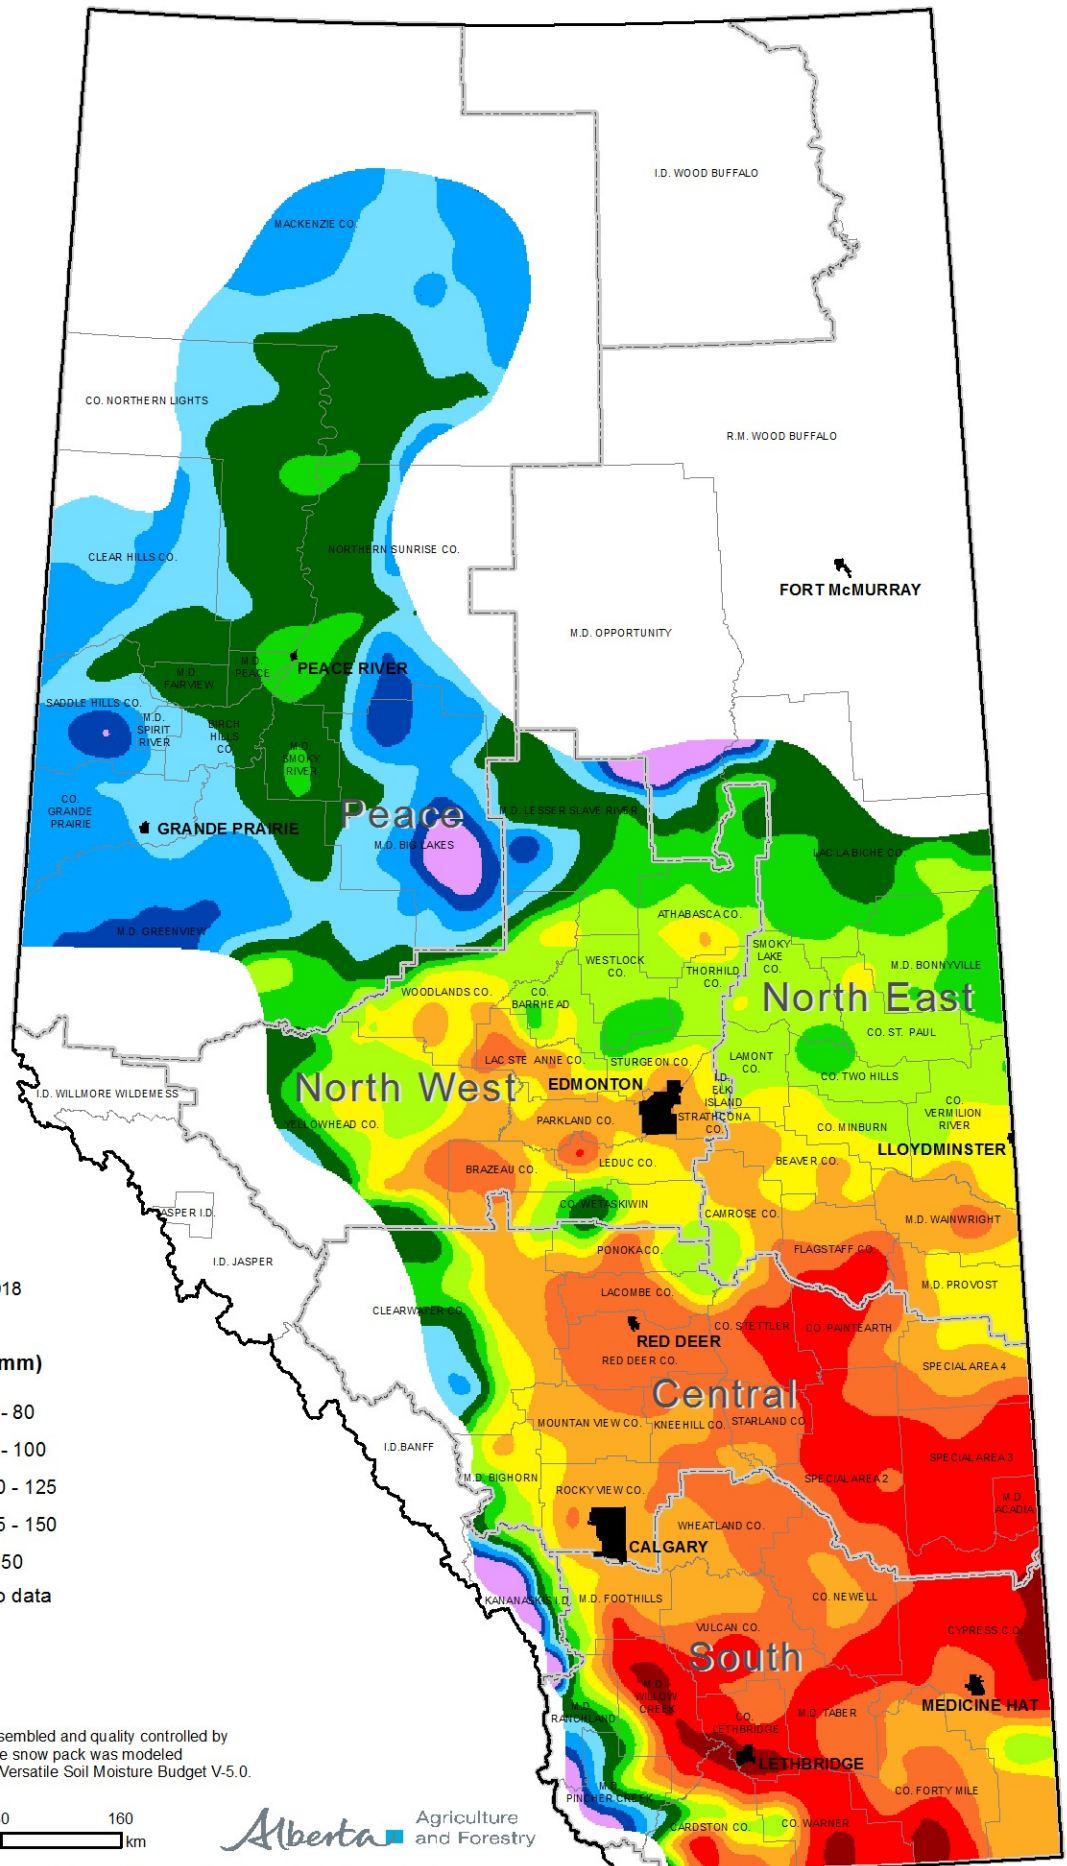 I.D. WOOD BUFFALO
MACKENZIE CO.
CO. NORTHERN LIGHTS
R.M. WOOD BUFFALO
CLEAR HILLS CO.
NORTHERN SUNRISE CO.
FORT McMURRAY
M.D. OPPORTUNITY
M.D.
PEACE
PEACE RIVER
M.D.
FAIRVIEW
SADDLE HILLS CO.
M.D.
SPIRIT
RIVER
BIRCH
HILLS
CO.
M.D.
SMOKY
RIVER
CO.
GRANDE
PRAIRIE
GRANDE PRAIRIE
Peace
M.D. LESSER SLAVE RIVER
M.D. BIG LAKES
LAC LA BICHE CO.
M.D. GREENVIEW
ATHABASCA CO.
WESTLOCK
CO.
THORHILD
CO.
SMOKY
LAKE
CO.
M.D. BONNYVILLE
WOODLANDS CO.
CO.
BARRHEAD
North East
CO. ST. PAUL
LAC STE ANNE CO.
STURGEON CO.
LAMONT
CO.
CO. TWO HILLS
North West
EDMONTON
I.D.
ELK
ISLAND
I.D. WILLMORE WILDERNESS
CO.
VERMILION
RIVER
YELLOWHEAD CO.
PARKLAND CO.
STRATHCONA
CO.
CO. MINBURN
LLOYDMINSTER
BRAZEAU CO.
LEDUC CO.
BEAVER CO.
JASPER I.D.
CO. WETASKIWIN
CAMROSE CO.
M.D. WAINWRIGHT
I.D. JASPER
PONOKA CO.
FLAGSTAFF CO.
M.D. PROVOST
018
LACOMBE CO.
CLEARWATER CO.
CO. STETTLER
CO. PAINTEARTH
RED DEER
mm)
RED DEER CO.
SPECIAL AREA 4
Central
- 80
MOUNTAN VIEW CO.
KNEEHILL CO.
STARLAND CO.
- 100
I.D. BANFF
SPECIAL AREA 3
M.D. BIGHORN
SPECIAL AREA 2
0 - 125
ROCKY VIEW CO.
M.D.
ACADIA
5 - 150
WHEATLAND CO.
CALGARY
50
o data
KANANASKIS I.D.
M.D. FOOTHILLS
CO. NEWELL
VULCAN CO.
CYPRESS CO.
South
M.D.
WILLOW
CREEK
MEDICINE HAT
M.D.
RANCHLAND
CO.
LETHBRIDGE
M.D. TABER
sembled and quality controlled by
e snow pack was modeled
Versatile Soil Moisture Budget V-5.0.
LETHBRIDGE
M.D.
PINCHER CREEK
CO. FORTY MILE
CARDSTON CO.
CO. WARNER
0
160
km
Alberta
Agriculture
and Forestry